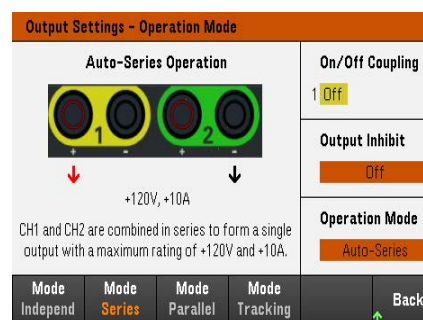 Output Settings - Operation Mode
Auto-Series Operation
1
2
+ -
+ -
+120V, +10A
CH1 and CH2 are combined in series to form a single
output with a maximum rating of +120V and +10A.
On/Off Coupling
1 Off
Output Inhibit
Off
Operation Mode
Auto-Series
Mode
Independ
Mode
Series
Mode
Parallel
Mode
Tracking
Back